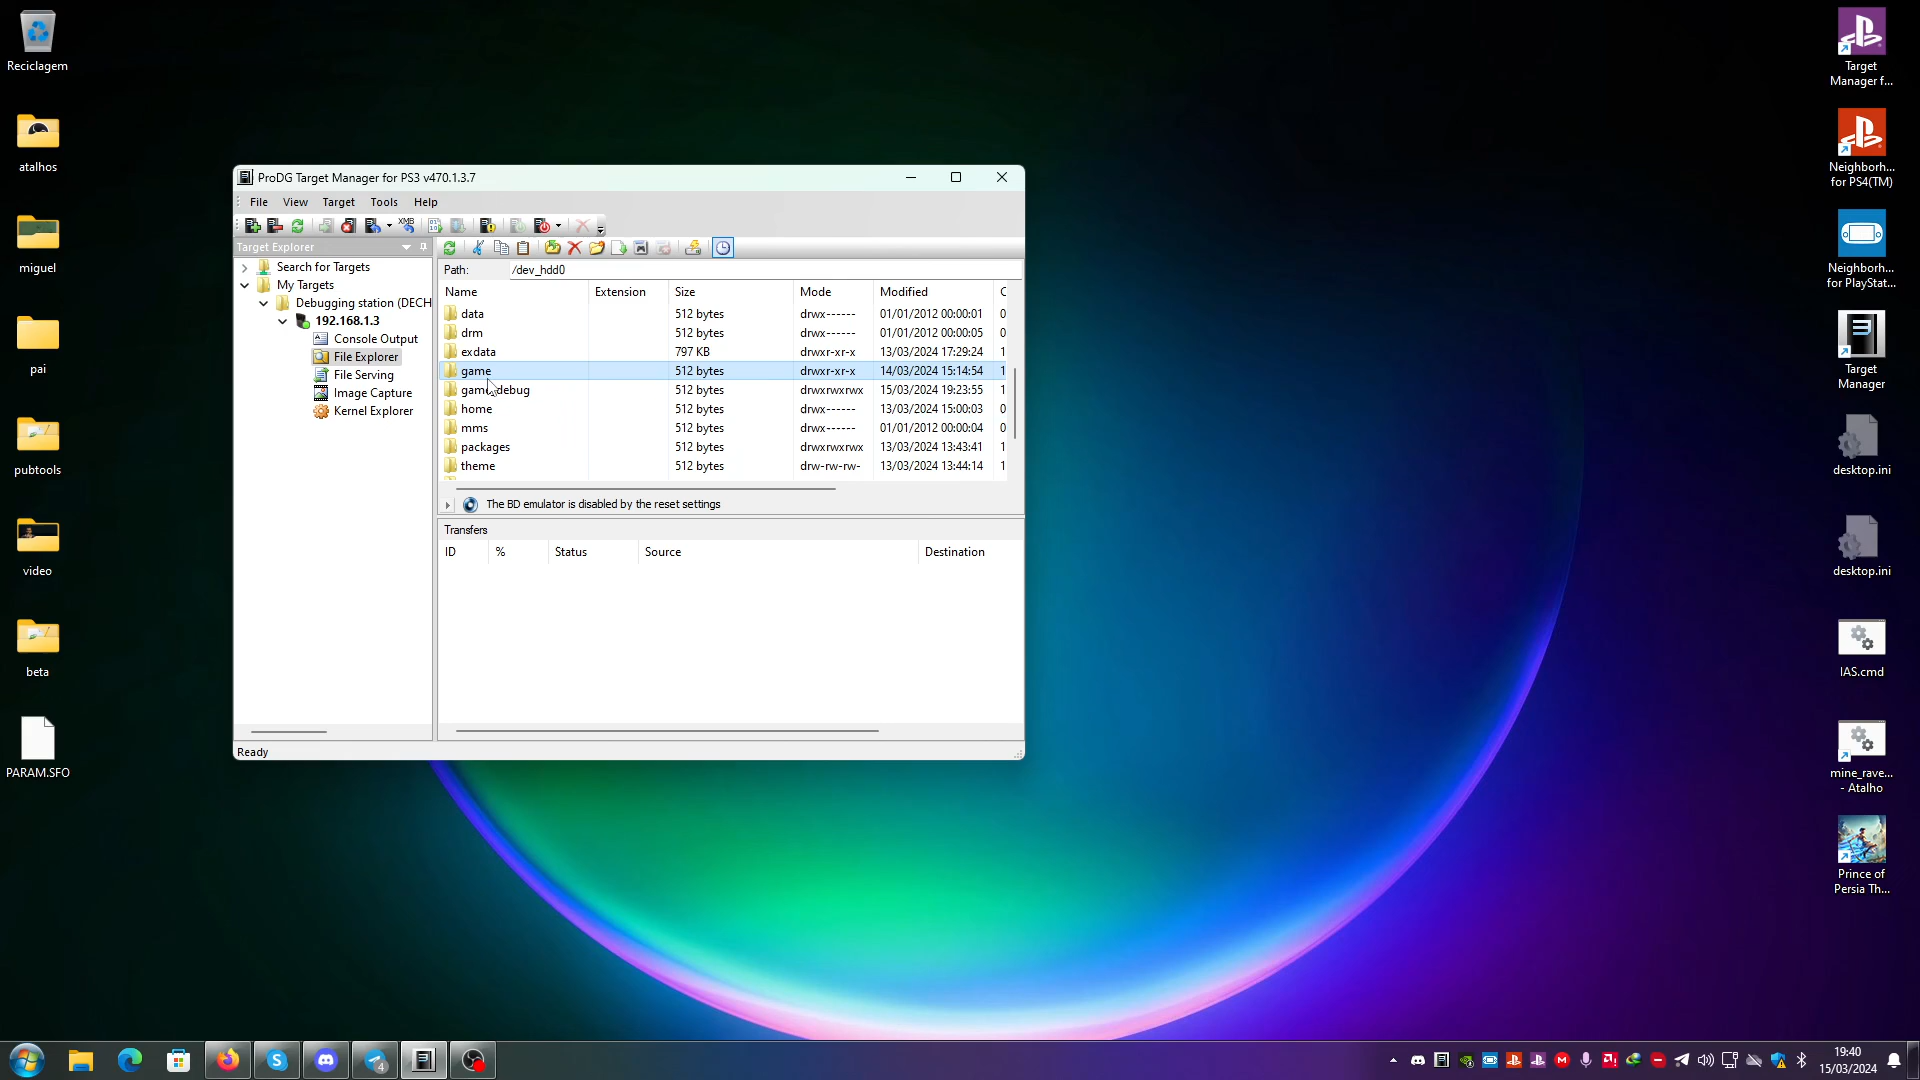 Reciclagem
atalhos
miguel
pai
pubtools
video
beta
PARAM.SFO
ProDG Target Manager for PS3 v470.1.3.7
File View Target Tools Help
XMB
Target Explorer
Search for Targets
My Targets
Debugging station (DECH
192.168.1.3
Console Output
File Explorer
File Serving
Image Capture
Kernel Explorer
Path: /dev_hdd0
Name Extension Size Mode Modified C
data 512 bytes drwx------ 01/01/2012 00:00:01 0
drm 512 bytes drwx------ 01/01/2012 00:00:05 0
exdata 797 KB drwxr-xr-x 13/03/2024 17:29:24 1
game 512 bytes drwxr-xr-x 14/03/2024 15:14:54 1
game_debug 512 bytes drwxrwxrwx 15/03/2024 19:23:55 1
home 512 bytes drwx------ 13/03/2024 15:00:03 0
mms 512 bytes drwx------ 01/01/2012 00:00:04 0
packages 512 bytes drwxrwxrwx 13/03/2024 13:43:41 1
theme 512 bytes drw-rw-rw- 13/03/2024 13:44:14 1
The BD emulator is disabled by the reset settings
Transfers
ID % Status Source Destination
Ready
Target
Manager f...
Neighborh...
for PS4(TM)
Neighborh...
for PlayStat...
Target
Manager
desktop.ini
desktop.ini
IAS.cmd
mine_rave...
- Atalho
Prince of
Persia Th...
4
19:40
15/03/2024